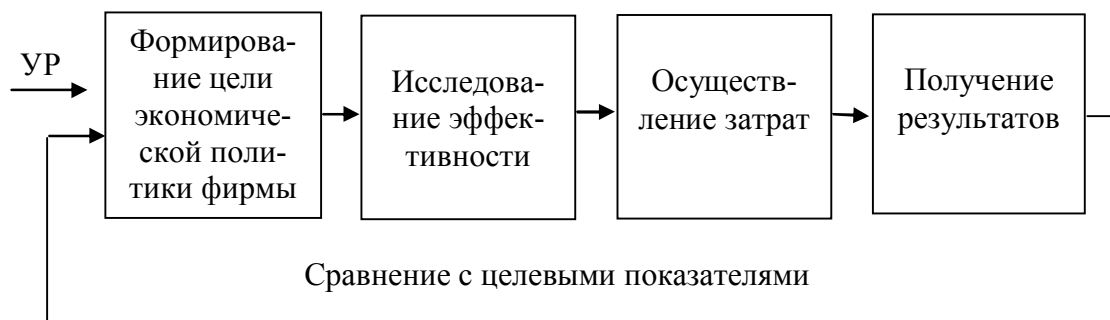 УР
Формирова-
ние цели
экономиче-
ской поли-
тики фирмы
Исследова-
ние эффек-
тивности
Осуществ-
ление затрат
Получение
результатов
Сравнение с целевыми показателями